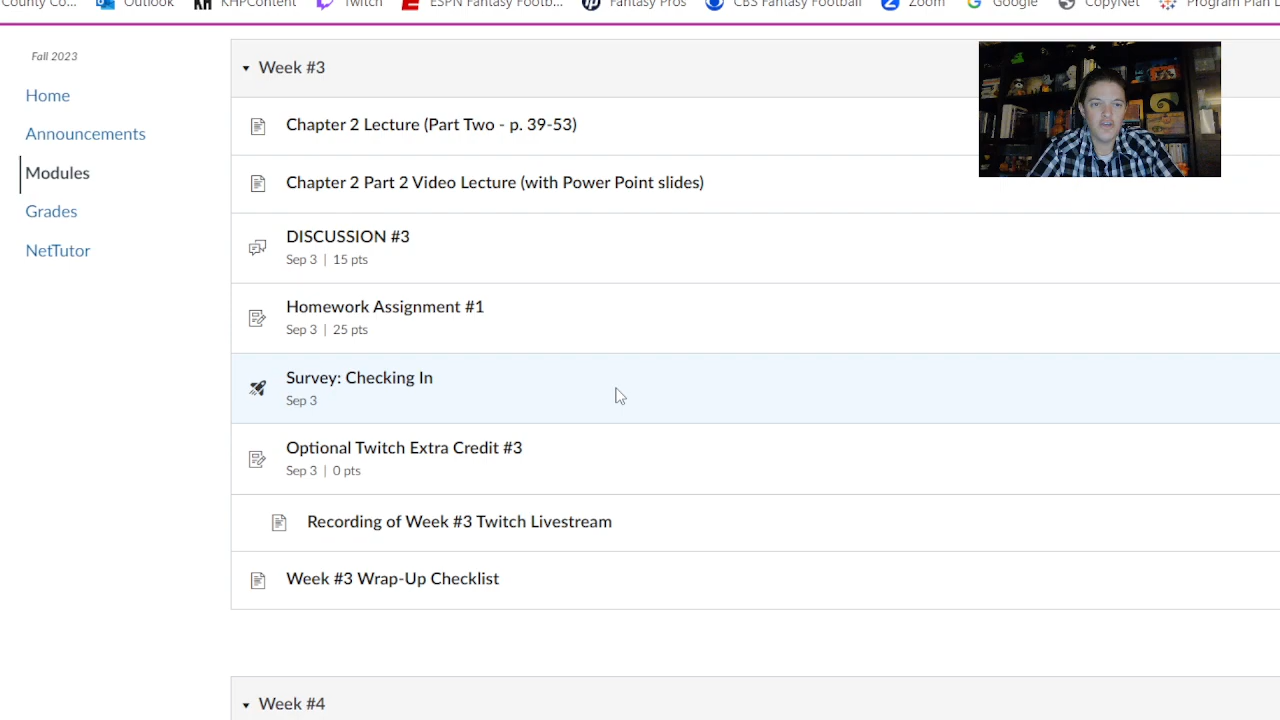 County Co... Outlook KHPContent Twitch ESPN Fantasy Footb... Fantasy Pros CBS Fantasy Football Zoom Google CopyNet Program Plan
Fall 2023
Home
Announcements
Modules
Grades
NetTutor
Week #3
Chapter 2 Lecture (Part Two - p. 39-53)
Chapter 2 Part 2 Video Lecture (with Power Point slides)
DISCUSSION #3
Sep 3 | 15 pts
Homework Assignment #1
Sep 3 | 25 pts
Survey: Checking In
Sep 3
Optional Twitch Extra Credit #3
Sep 3 | 0 pts
Recording of Week #3 Twitch Livestream
Week #3 Wrap-Up Checklist
Week #4